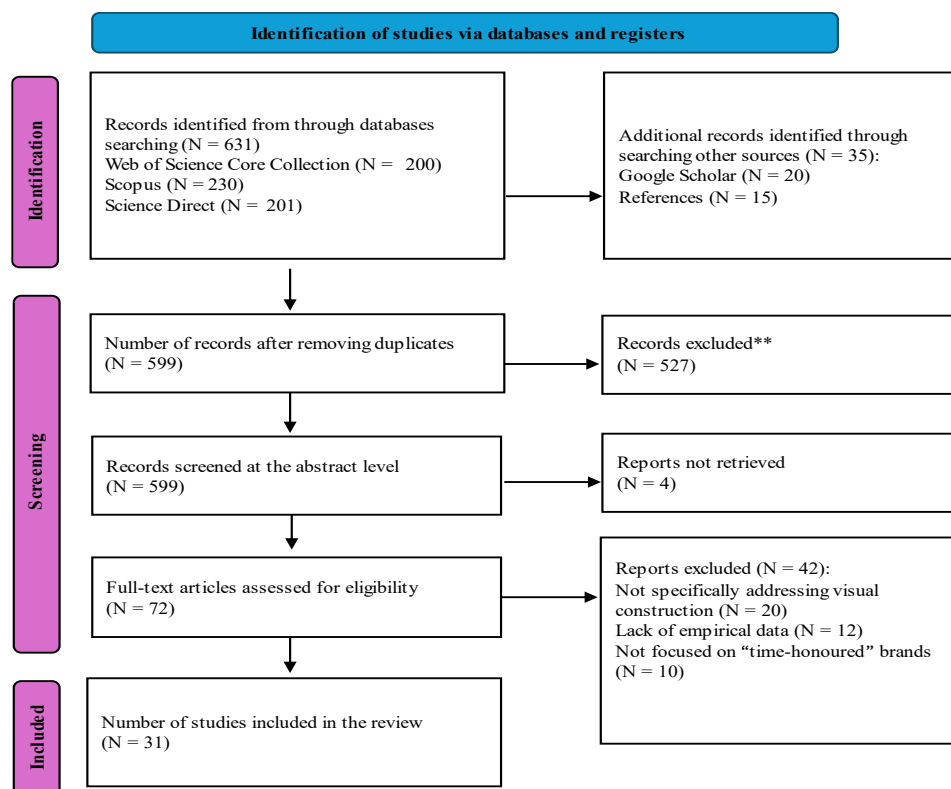 Identification of studies via databases and registers
Identification
Records identified from through databases
searching (N = 631)
Web of Science Core Collection (N = 200)
Scopus (N = 230)
Science Direct (N = 201)
Additional records identified through
searching other sources (N = 35):
Google Scholar (N = 20)
References (N = 15)
Screening
Number of records after removing duplicates
(N = 599)
Records excluded**
(N = 527)
Records screened at the abstract level
(N = 599)
Reports not retrieved
(N = 4)
Full-text articles assessed for eligibility
(N = 72)
Reports excluded (N = 42):
Not specifically addressing visual
construction (N = 20)
Lack of empirical data (N = 12)
Not focused on “time-honoured” brands
(N = 10)
Included
Number of studies included in the review
(N = 31)